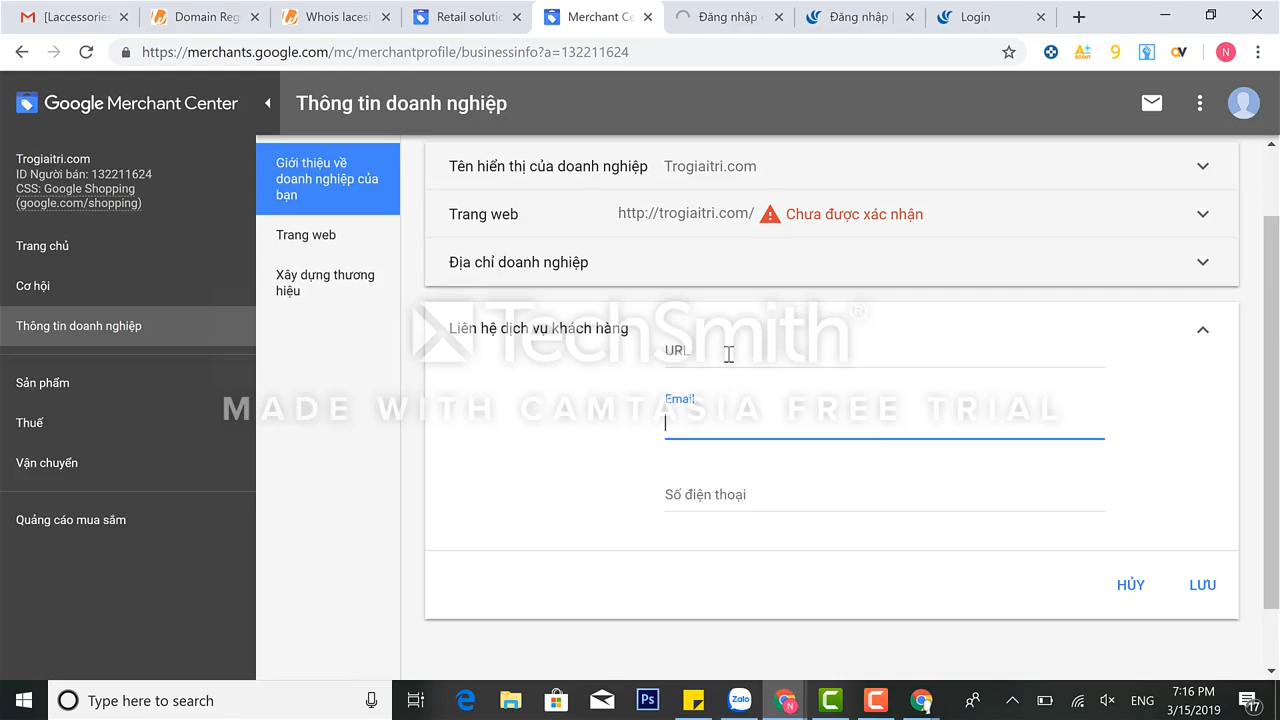 [Laccessories
Domain Reg
Whois lacesi
Retail soluti
Merchant Ce
Đăng nhập
Đăng nhập
Login
https://merchants.google.com/mc/merchantprofile/businessinfo?a=132211624
Google Merchant Center
Thông tin doanh nghiệp
Trogiaitri.com
ID Người bán: 132211624
CSS: Google Shopping
(google.com/shopping)
Trang chủ
Cơ hội
Thông tin doanh nghiệp
Sản phẩm
Thuế
Vận chuyển
Quảng cáo mua sắm
Giới thiệu về
doanh nghiệp của
bạn
Trang web
Xây dựng thương
hiệu
Tên hiển thị của doanh nghiệp Trogiaitri.com
Trang web http://trogiaitri.com/ Chưa được xác nhận
Địa chỉ doanh nghiệp
Liên hệ dịch vụ khách hàng
URL
Email
Số điện thoại
HỦY LƯU
TechSmith®
MADE WITH CAMTASIA FREE TRIAL
Type here to search
ENG
7:16 PM
3/15/2019
17